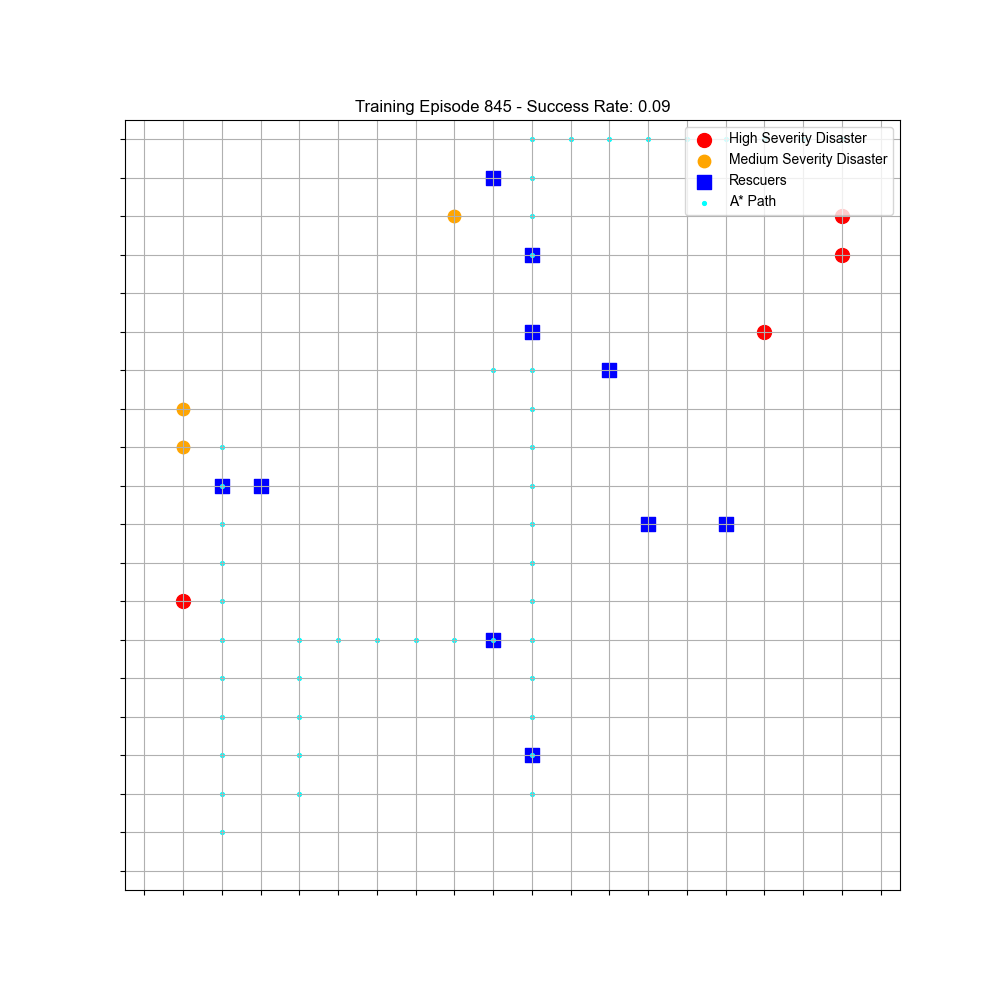 Training Episode 845 - Success Rate: 0.09
High Severity Disaster
Medium Severity Disaster
Rescuers
A* Path